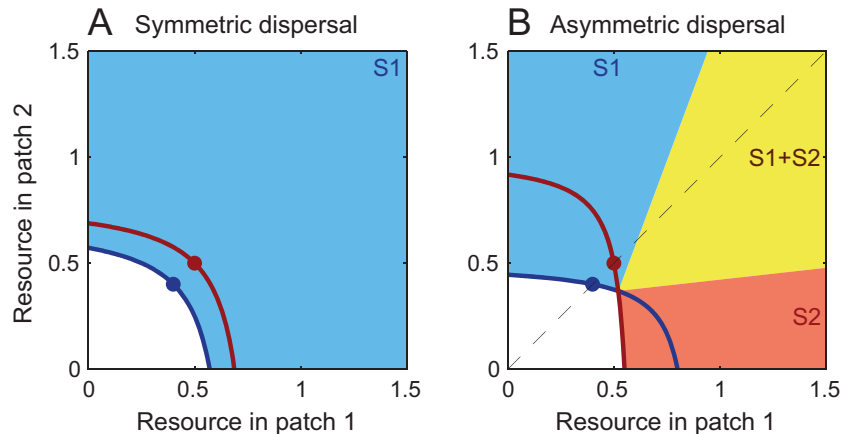 A Symmetric dispersal
B Asymmetric dispersal
1.5
S1
1
0.5
0
0 0.5 1 1.5
Resource in patch 2
Resource in patch 1
1.5
S1
S1+S2
1
0.5
S2
0
0 0.5 1 1.5
Resource in patch 1